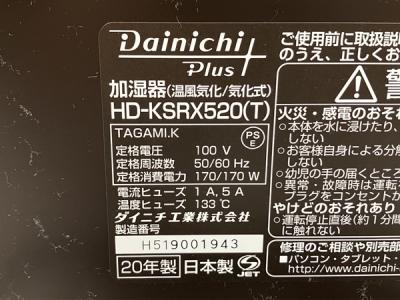 Dainichi
Plus
加湿器(温風気化/気化式)
HD-KSRX520(T)
TAGAMI.K
PS
E
定格電圧 100 V
定格周波数 50/60 Hz
定格消費電力 170/170 W
電流ヒューズ 1 A, 5 A
温度ヒューズ 133℃
ダイニチ工業株式会社
製造番号
H519001943
20年製 日本製 JET
ご使用前に取扱説
のうえ、正しくお
警
火災・感電のおそれ
・本体を水に浸けたり、
しない
・お客様自身による分解
しない
・幼児の手の届くところ
・異常・故障時は運転を
プラグをコンセントか
やけどのおそれあり
・運転停止直後(約1分間
に触れない
修理のご相談や別売部
■パソコン・タブレット・
http://www.dainichi-